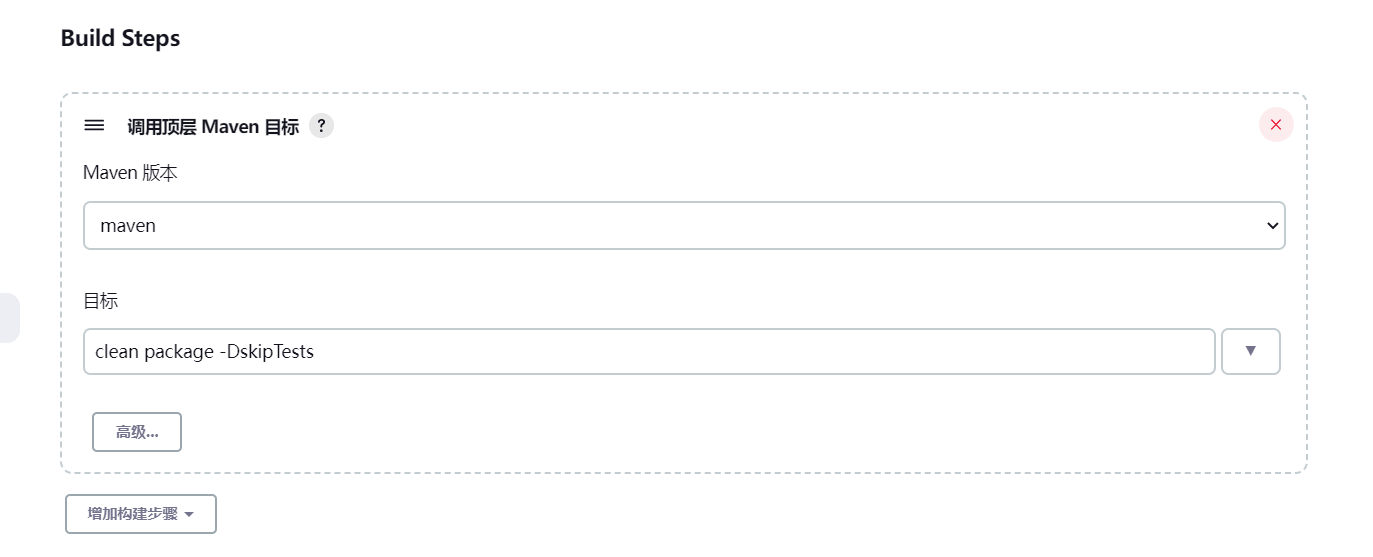 Build Steps
调用顶层 Maven 目标 ?
Maven 版本
maven
目标
clean package -DskipTests
高级...
增加构建步骤